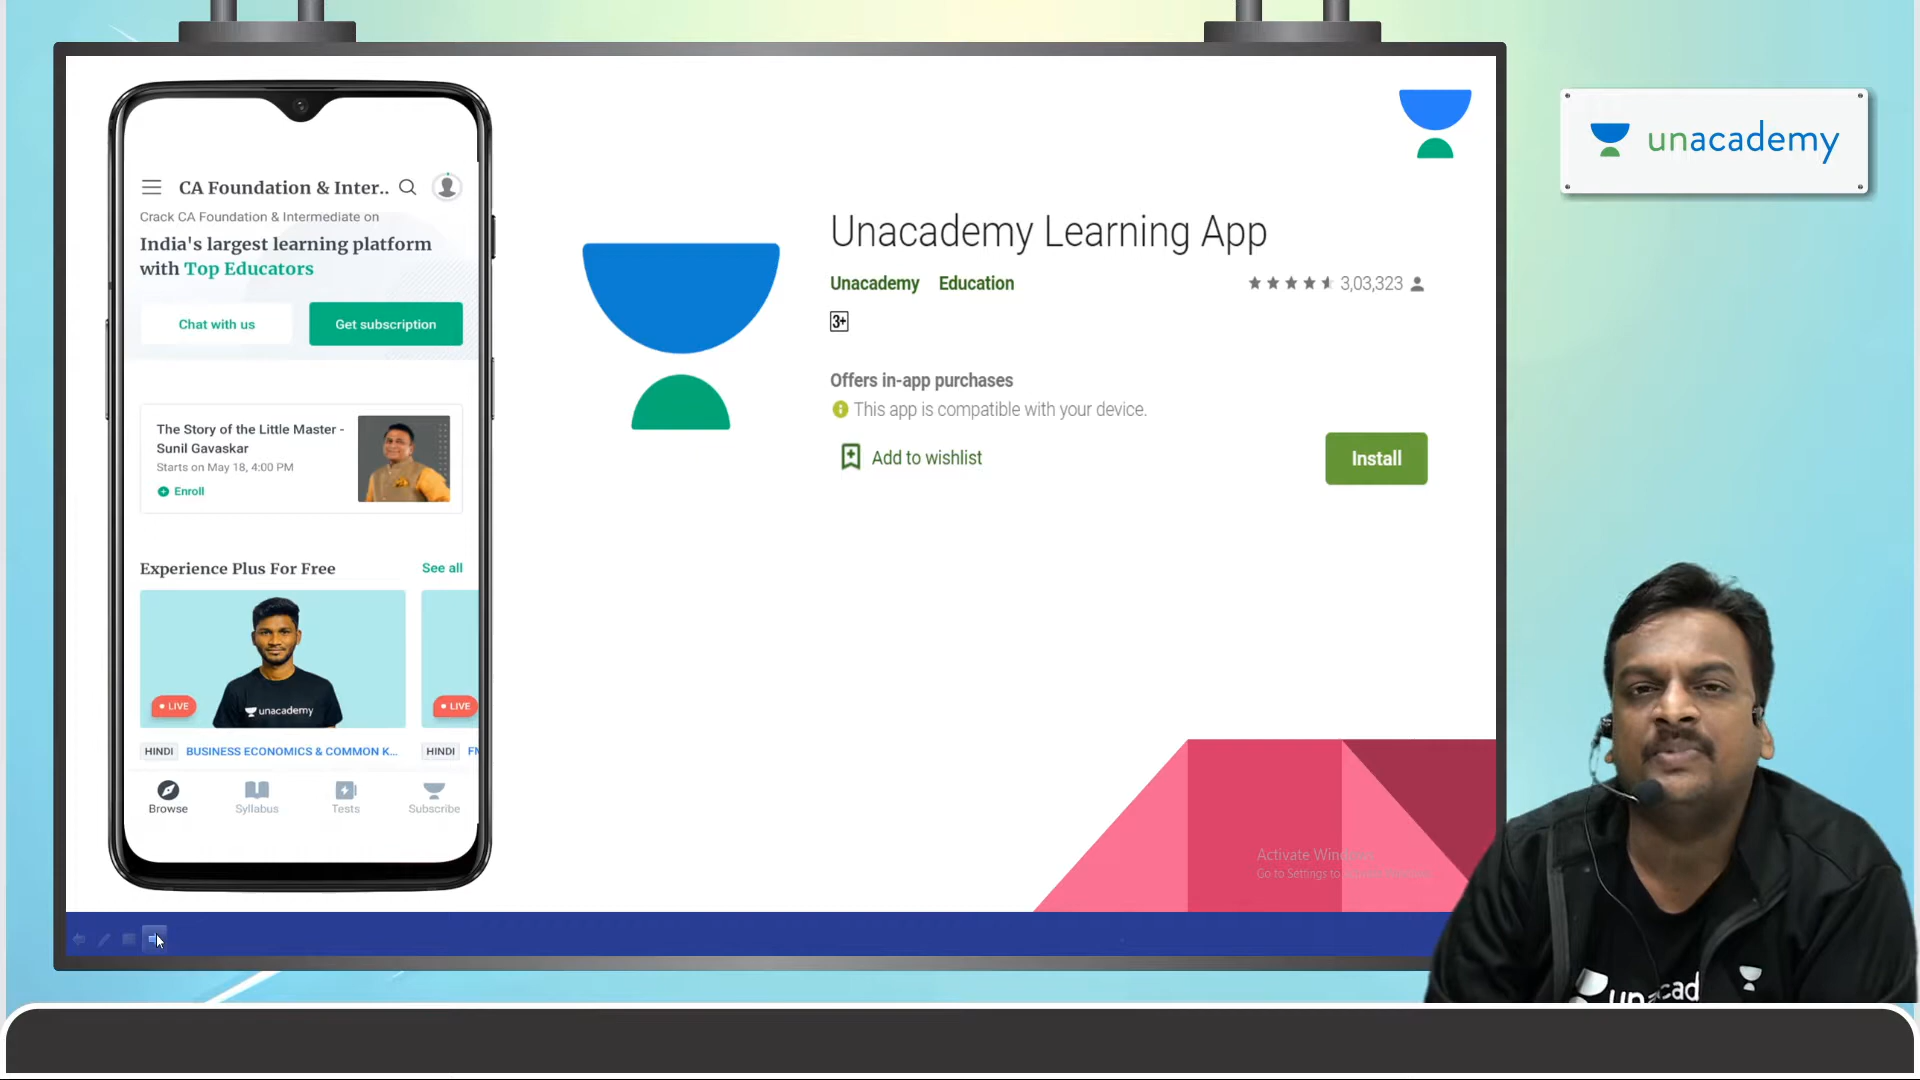 CA Foundation & Inter..
Crack CA Foundation & Intermediate on
India's largest learning platform
with Top Educators
Chat with us
Get subscription
The Story of the Little Master -
Sunil Gavaskar
Starts on May 18, 4:00 PM
Enroll
Experience Plus For Free
See all
LIVE
unacademy
LIVE
HINDI BUSINESS ECONOMICS & COMMON K...
HINDI
Browse
Syllabus
Tests
Subscribe
Unacademy Learning App
Unacademy Education
3,03,323
3+
Offers in-app purchases
This app is compatible with your device.
Add to wishlist
Install
unacademy
Activate Windows
Go to Settings to